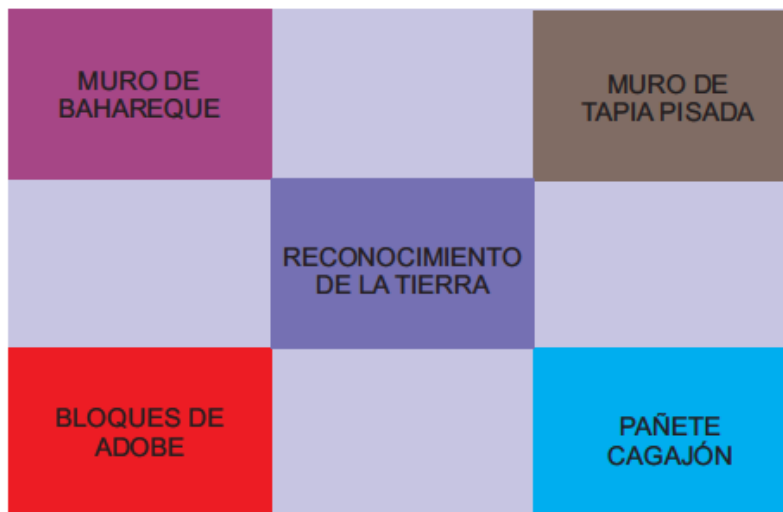 MURO DE
BAHAREQUE
MURO DE
TAPIA PISADA
RECONOCIMIENTO
DE LA TIERRA
BLOQUES DE
ADOBE
PAÑETE
CAGAJÓN